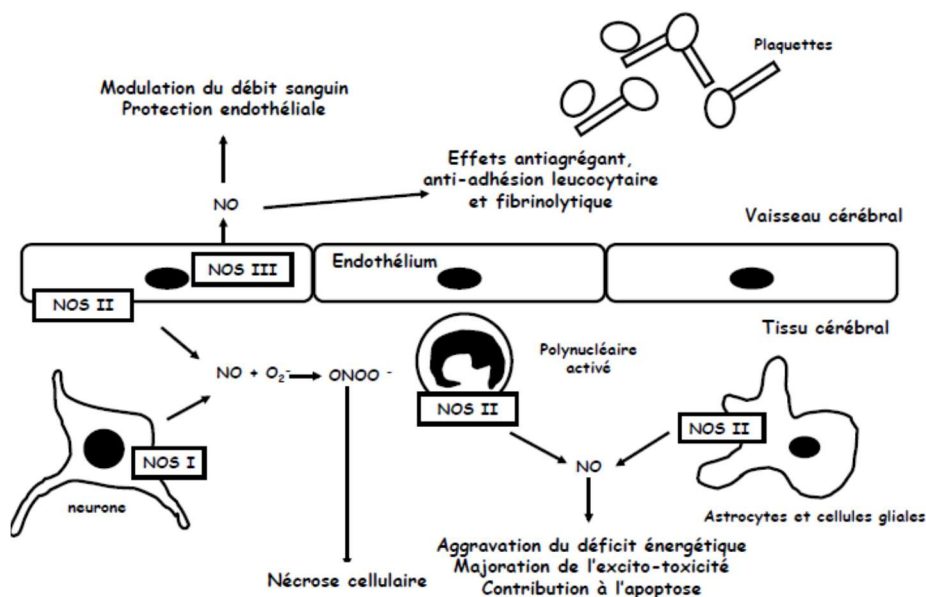 Plaquettes
Modulation du débit sanguin
Protection endothéliale
Effets antiagrégant,
anti-adhésion leucocytaire
et fibrinolytique
NO
Vaisseau cérébral
NOS III
Endothélium
NOS II
Tissu cérébral
Polynucléaire
activé
NO + O₂⁻
ONOO ⁻
NOS II
NOS II
NOS I
NO
neurone
Astrocytes et cellules gliales
Aggravation du déficit énergétique
Majoration de l'excito-toxicité
Contribution à l'apoptose
Nécrose cellulaire